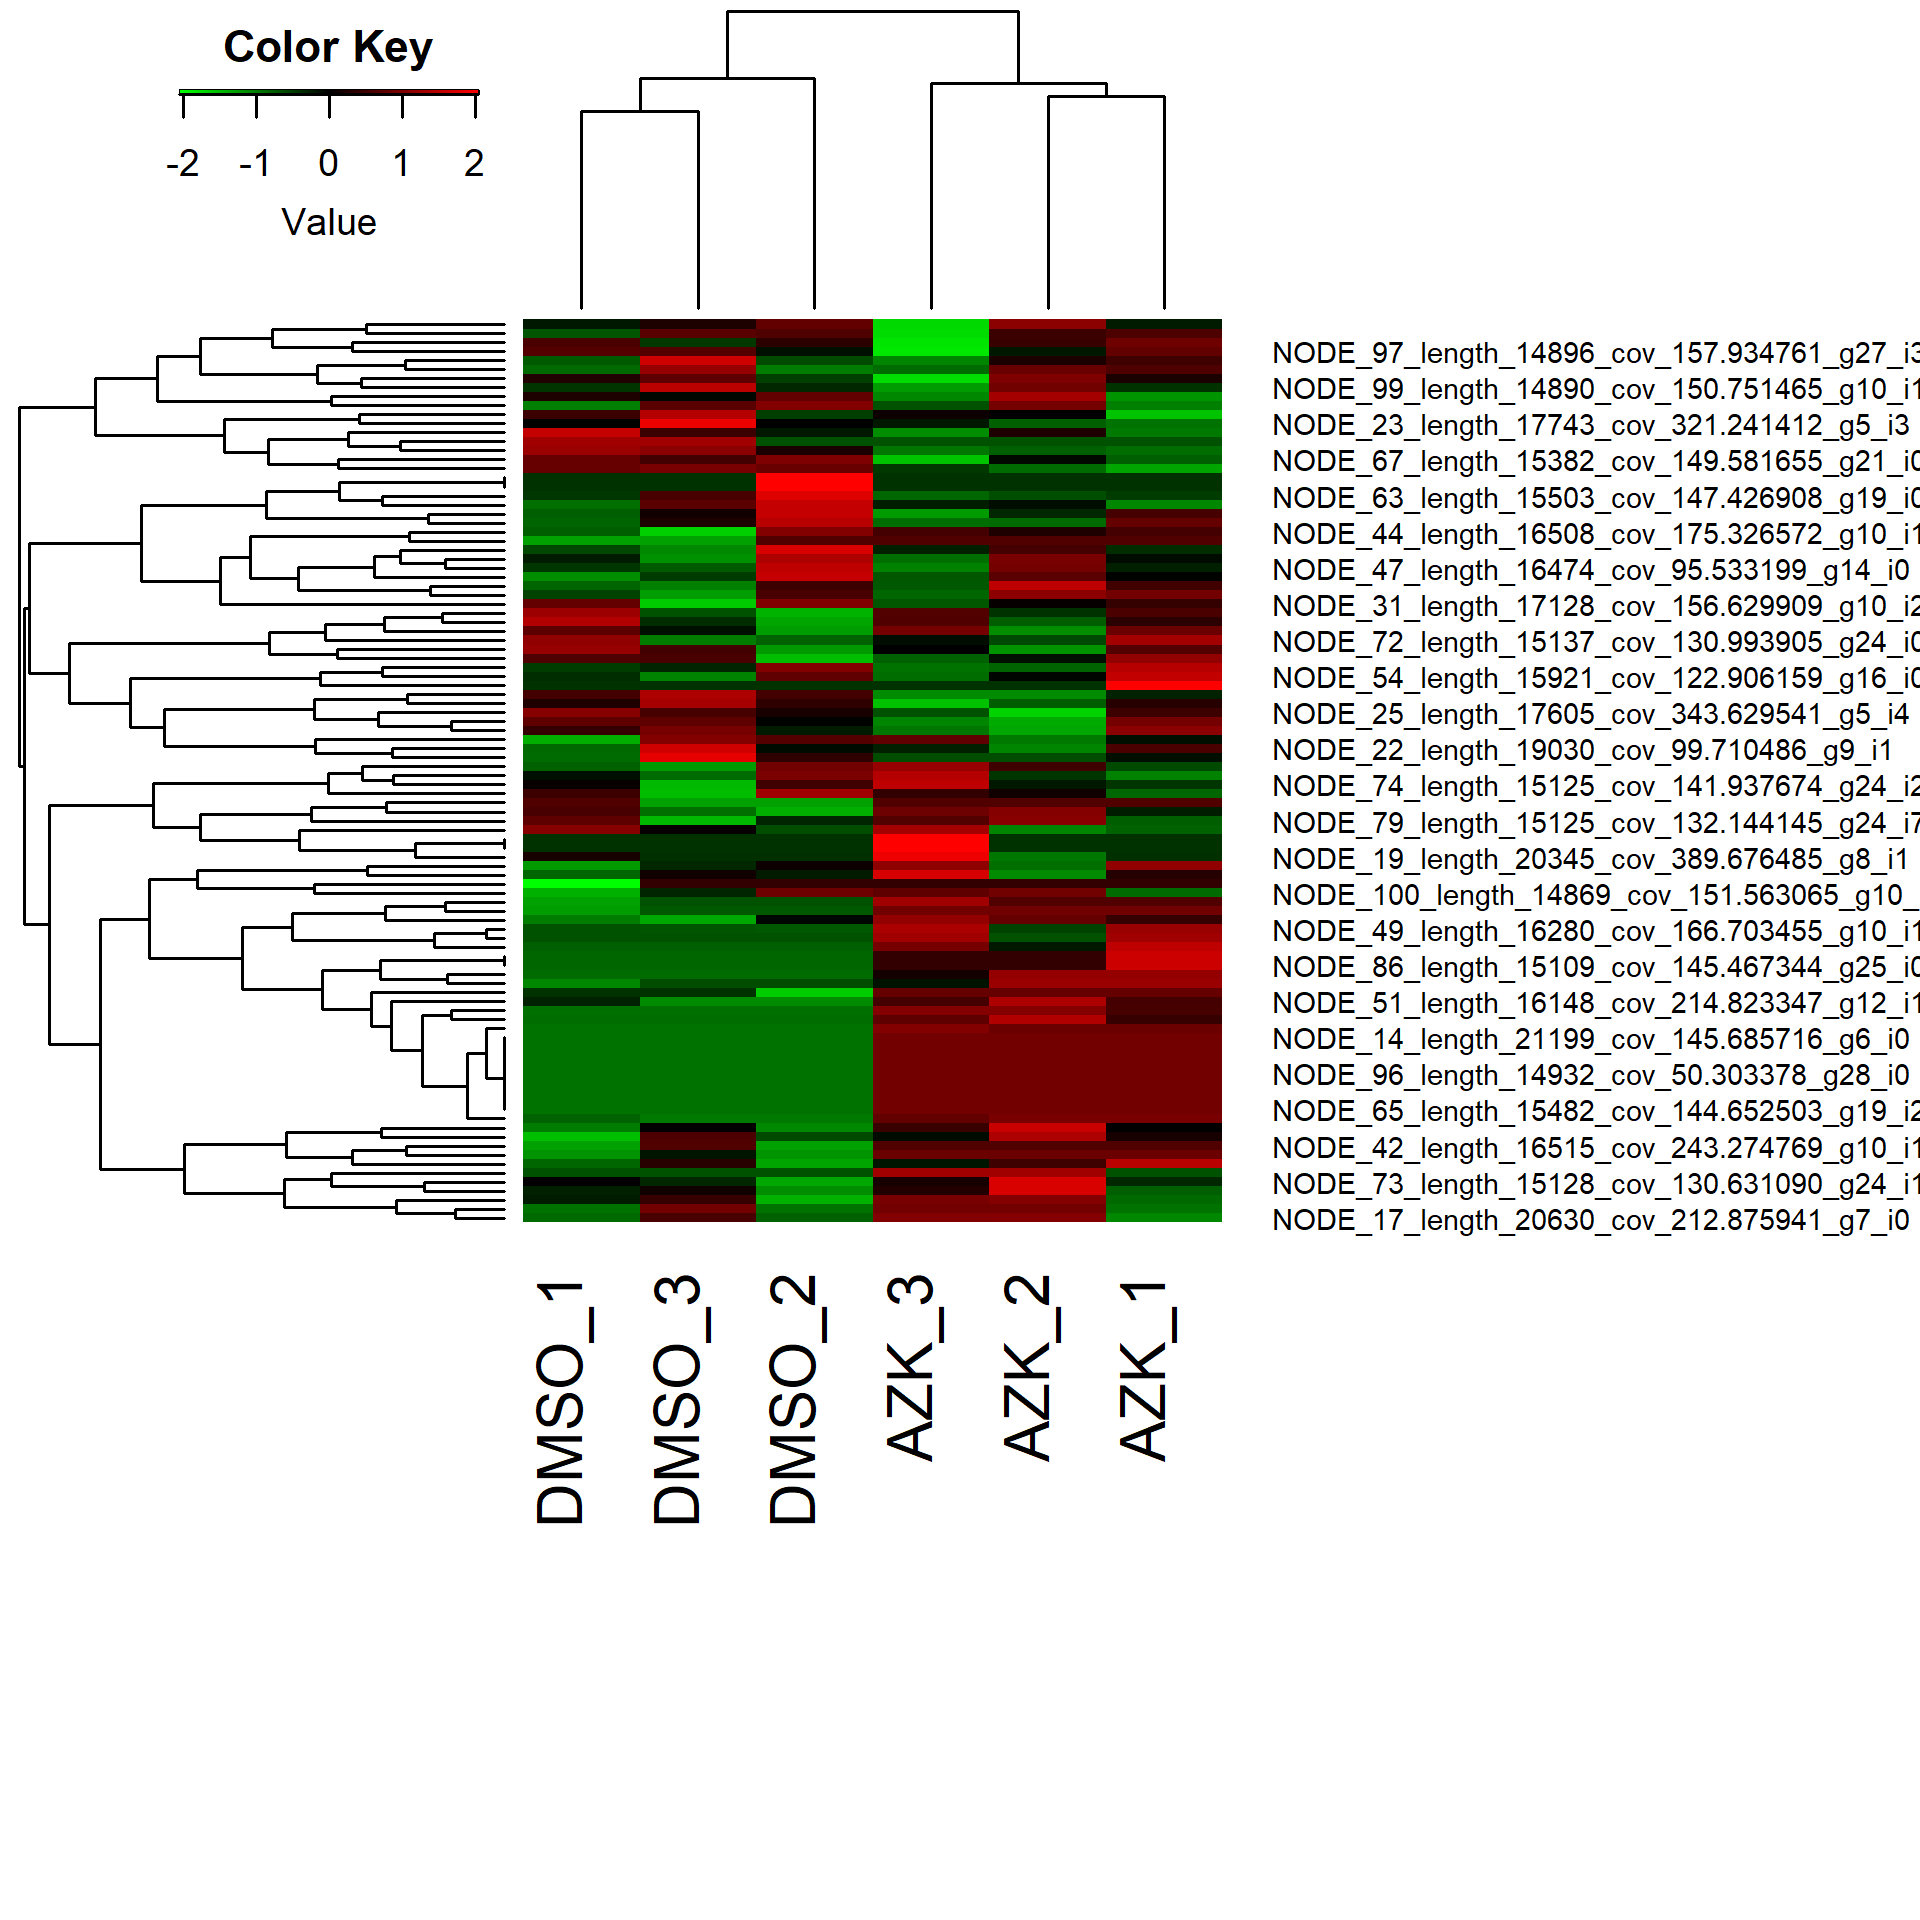 Color Key
-2 -1 0 1 2
Value
NODE_97_length_14896_cov_157.934761_g27_i3
NODE_99_length_14890_cov_150.751465_g10_i1
NODE_23_length_17743_cov_321.241412_g5_i3
NODE_67_length_15382_cov_149.581655_g21_i0
NODE_63_length_15503_cov_147.426908_g19_i0
NODE_44_length_16508_cov_175.326572_g10_i1
NODE_47_length_16474_cov_95.533199_g14_i0
NODE_31_length_17128_cov_156.629909_g10_i2
NODE_72_length_15137_cov_130.993905_g24_i0
NODE_54_length_15921_cov_122.906159_g16_i0
NODE_25_length_17605_cov_343.629541_g5_i4
NODE_22_length_19030_cov_99.710486_g9_i1
NODE_74_length_15125_cov_141.937674_g24_i2
NODE_79_length_15125_cov_132.144145_g24_i7
NODE_19_length_20345_cov_389.676485_g8_i1
NODE_100_length_14869_cov_151.563065_g10_
NODE_49_length_16280_cov_166.703455_g10_i1
NODE_86_length_15109_cov_145.467344_g25_i0
NODE_51_length_16148_cov_214.823347_g12_i1
NODE_14_length_21199_cov_145.685716_g6_i0
NODE_96_length_14932_cov_50.303378_g28_i0
NODE_65_length_15482_cov_144.652503_g19_i2
NODE_42_length_16515_cov_243.274769_g10_i1
NODE_73_length_15128_cov_130.631090_g24_i1
NODE_17_length_20630_cov_212.875941_g7_i0
DMSO_1
DMSO_3
DMSO_2
AZK_3
AZK_2
AZK_1